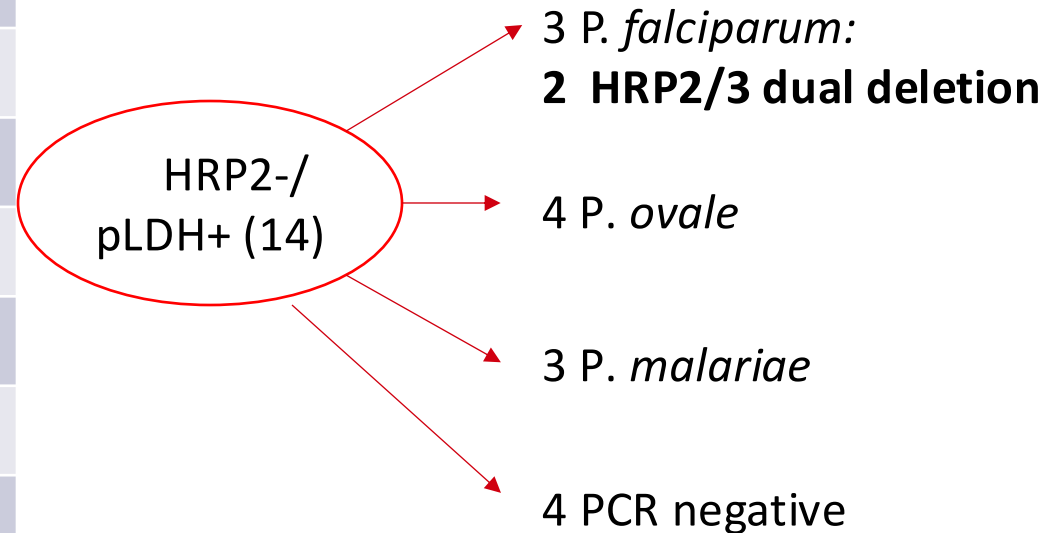 3 P. falciparum:
2 HRP2/3 dual deletion
HRP2-/
pLDH+ (14)
4 P. ovale
3 P. malariae
4 PCR negative